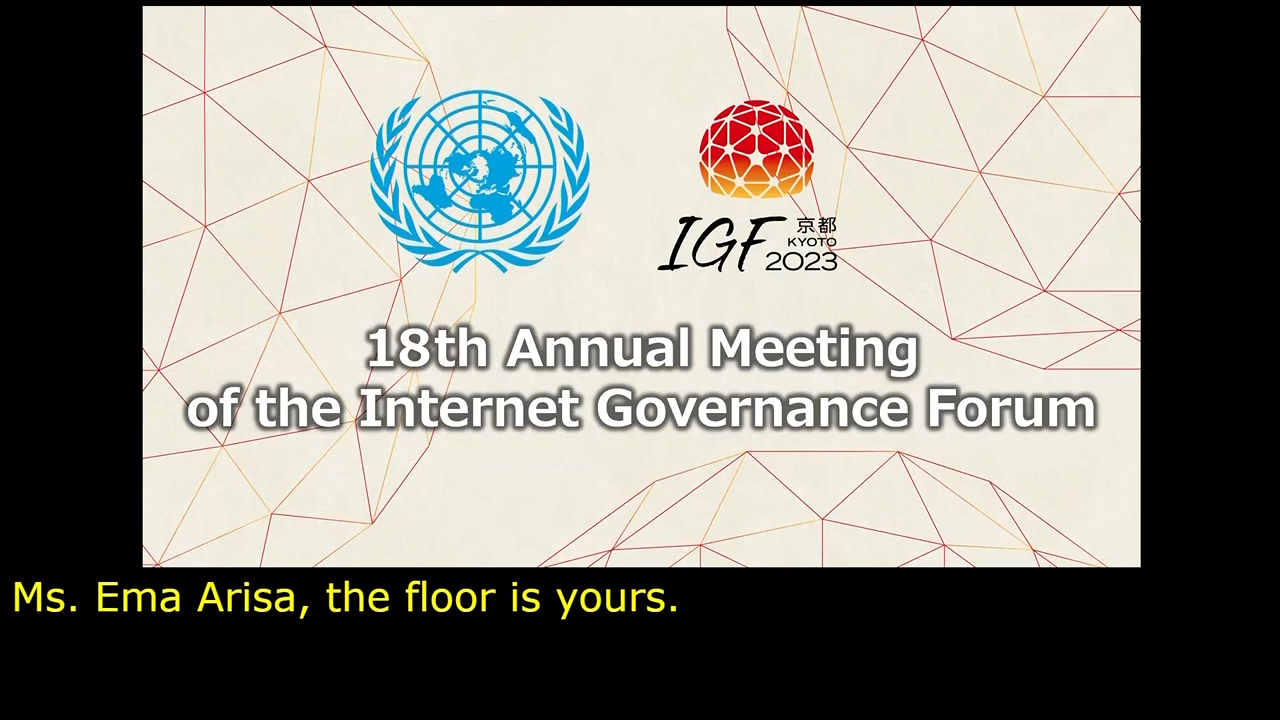 IGF 京都
KYOTO
2023
18th Annual Meeting
of the Internet Governance Forum
Ms. Ema Arisa, the floor is yours.